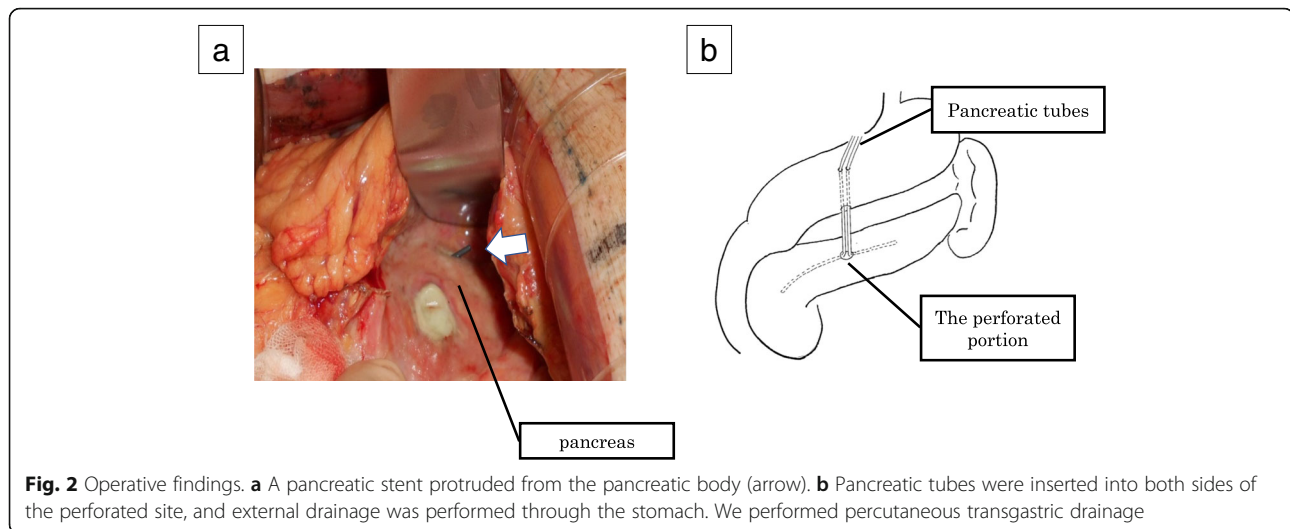 a
b
Pancreatic tubes
The perforated
portion
pancreas
Fig. 2 Operative findings. a A pancreatic stent protruded from the pancreatic body (arrow). b Pancreatic tubes were inserted into both sides of
the perforated site, and external drainage was performed through the stomach. We performed percutaneous transgastric drainage